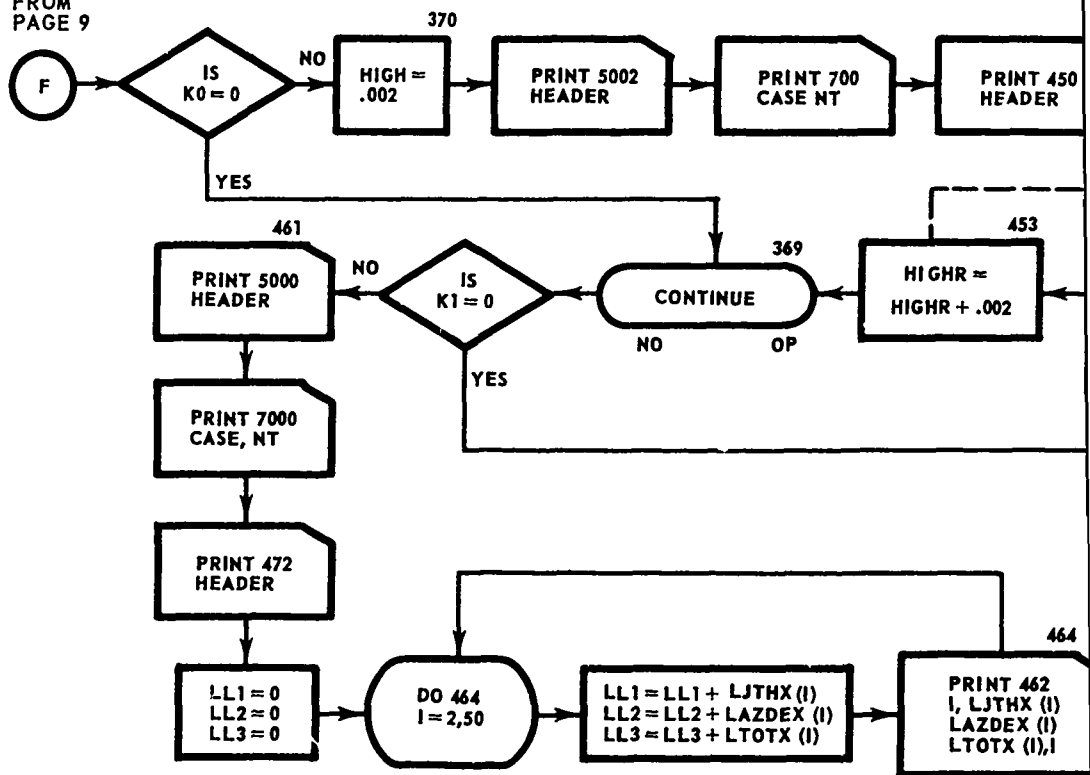 FROM
PAGE 9
F
IS
K0 = 0
NO
YES
370
HIGH =
.002
PRINT 5002
HEADER
PRINT 700
CASE NT
PRINT 450
HEADER
461
PRINT 5000
HEADER
NO
IS
K1 = 0
YES
369
CONTINUE
NO OP
453
HIGHR =
HIGHR + .002
PRINT 7000
CASE, NT
PRINT 472
HEADER
LL1 = 0
LL2 = 0
LL3 = 0
DO 464
I = 2,50
LL1 = LL1 + LJTHX (I)
LL2 = LL2 + LAZDEX (I)
LL3 = LL3 + LTOTX (I)
464
PRINT 462
I, LJTHX (I)
LAZDEX (I)
LTOTX (I),I